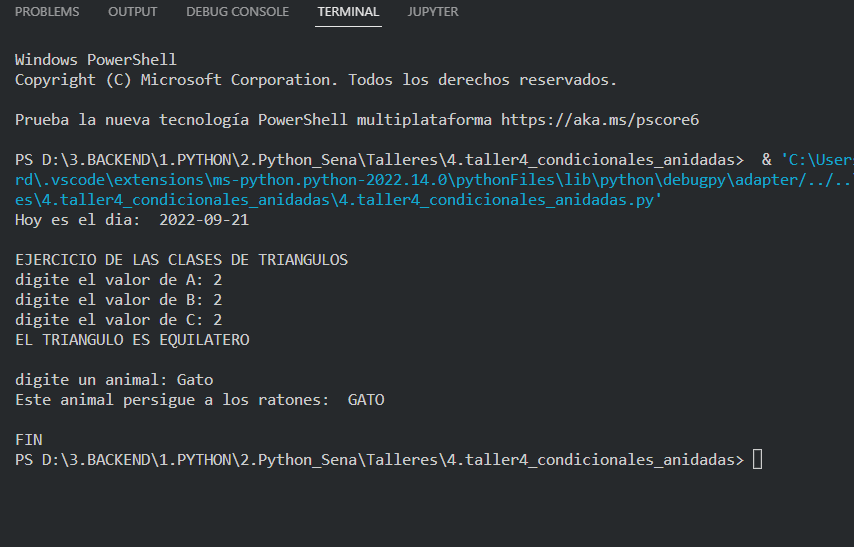 PROBLEMS OUTPUT DEBUG CONSOLE TERMINAL JUPYTER
Windows PowerShell
Copyright (C) Microsoft Corporation. Todos los derechos reservados.
Prueba la nueva tecnología PowerShell multiplataforma https://aka.ms/pscore6
PS D:\3.BACKEND\1.PYTHON\2.Python_Sena\Talleres\4.taller4_condicionales_anidadas>  & 'C:\User
rd\.vscode\extensions\ms-python.python-2022.14.0\pythonFiles\lib\python\debugpy\adapter/../..
es\4.taller4_condicionales_anidadas\4.taller4_condicionales_anidadas.py'
Hoy es el dia:  2022-09-21
EJERCICIO DE LAS CLASES DE TRIANGULOS
digite el valor de A: 2
digite el valor de B: 2
digite el valor de C: 2
EL TRIANGULO ES EQUILATERO
digite un animal: Gato
Este animal persigue a los ratones:  GATO
FIN
PS D:\3.BACKEND\1.PYTHON\2.Python_Sena\Talleres\4.taller4_condicionales_anidadas>